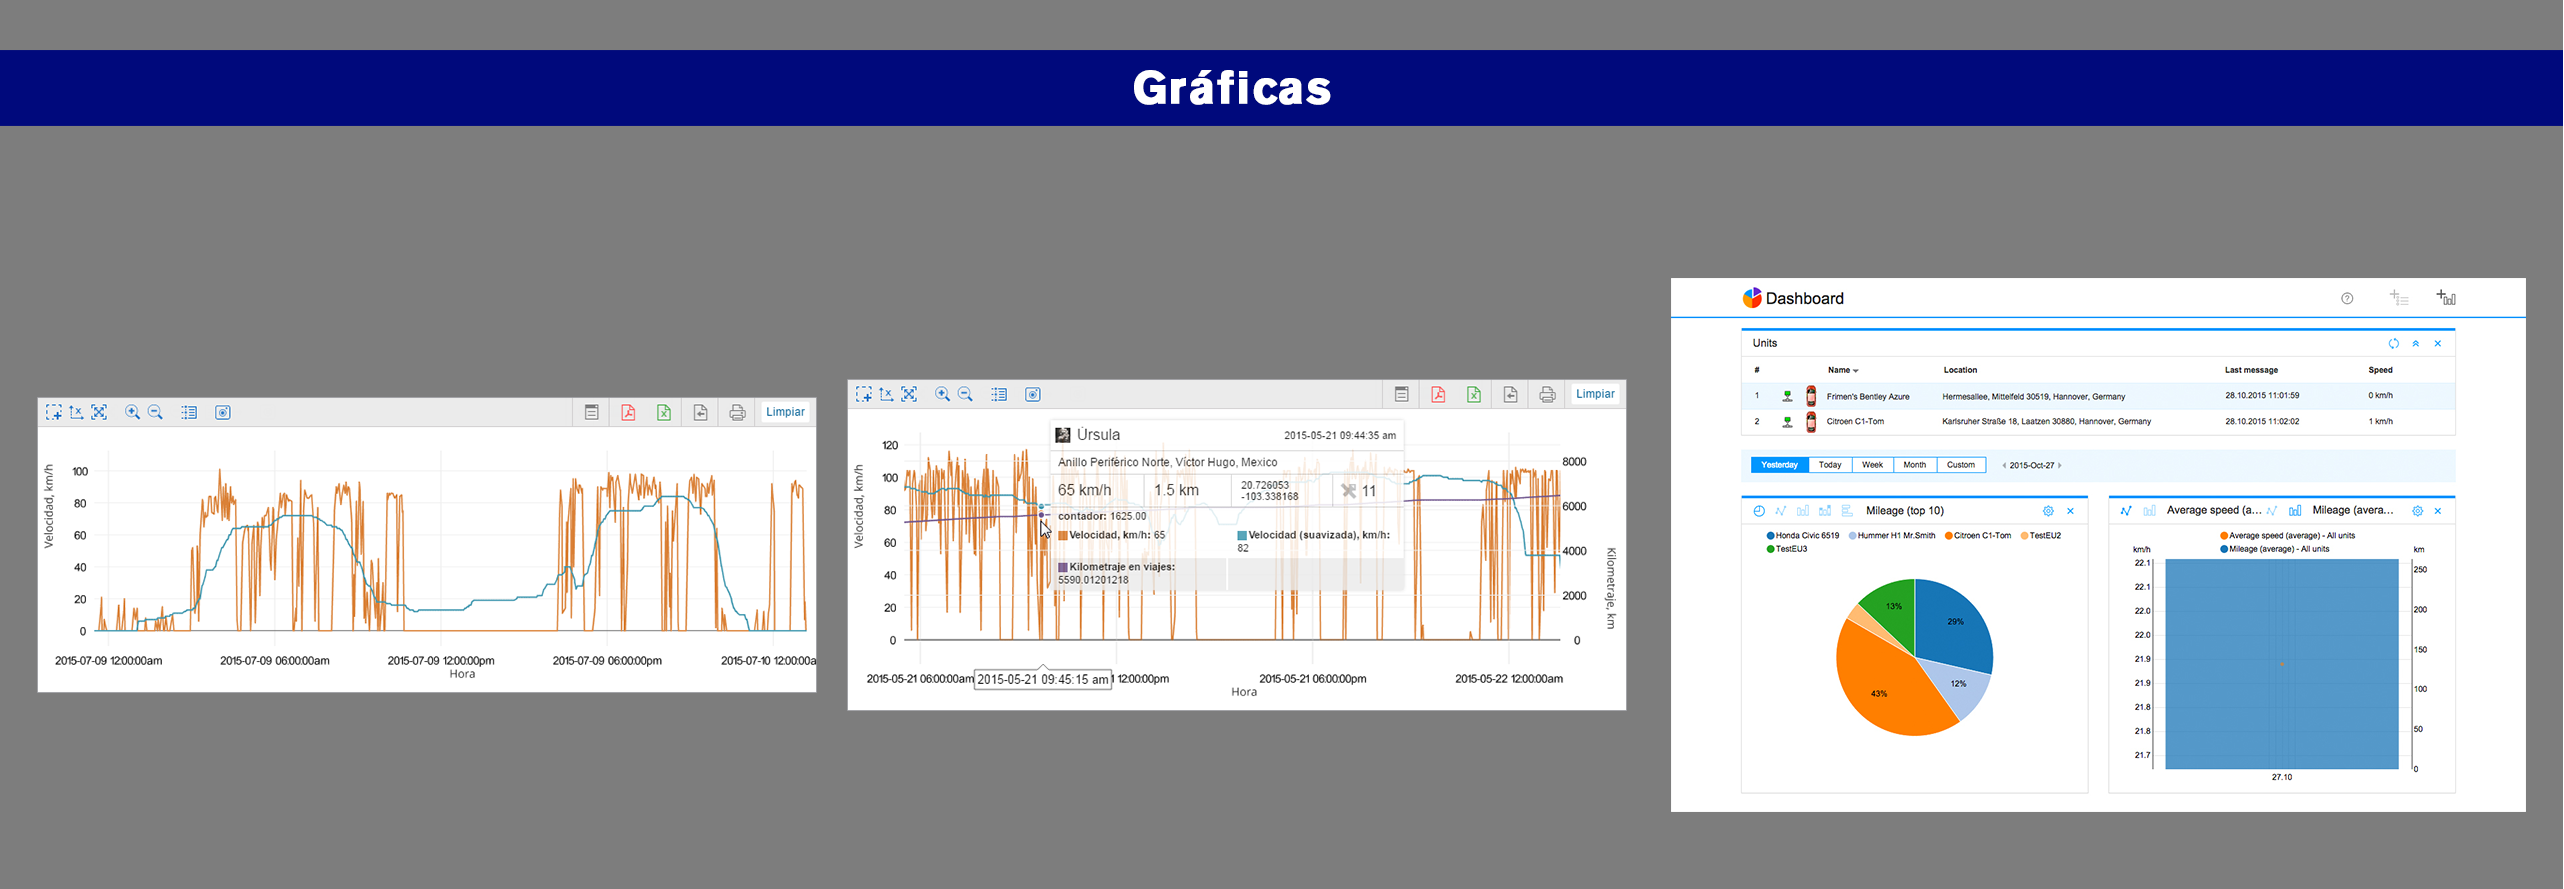 Gráficas
Limpiar
Velocidad, km/h
100
80
60
40
20
0
2015-07-09 12:00:00am
2015-07-09 06:00:00am
2015-07-09 12:00:00pm
2015-07-09 06:00:00pm
2015-07-10 12:00:00a
Hora
Limpiar
Velocidad, km/h
120
100
80
60
40
20
0
8000
6000
4000
2000
0
Kilometraje, km
Úrsula
2015-05-21 09:44:35 am
Anillo Periférico Norte, Víctor Hugo, Mexico
65 km/h
1.5 km
20.726053
-103.338168
11
contador: 1625.00
Velocidad, km/h: 65
Velocidad (suavizada), km/h:
82
Kilometraje en viajes:
5590.01201218
2015-05-21 06:00:00am
2015-05-21 09:45:15 am
1 12:00:00pm
2015-05-21 06:00:00pm
2015-05-22 12:00:00am
Hora
Dashboard
Units
# Name Location Last message Speed
1 Frimen's Bentley Azure Hermesallee, Mittelfeld 30519, Hannover, Germany 28.10.2015 11:01:59 0 km/h
2 Citroen C1-Tom Karlsruher Straße 18, Laatzen 30880, Hannover, Germany 28.10.2015 11:02:02 1 km/h
Yesterday Today Week Month Custom 2015-Oct-27
Mileage (top 10)
Honda Civic 6519 Hummer H1 Mr.Smith Citroen C1-Tom TestEU2
TestEU3
13%
29%
12%
43%
Average speed (a...
Mileage (avera...
Average speed (average) - All units
Mileage (average) - All units
km/h
km
22.1
22.1
22.0
22.0
21.9
21.9
21.8
21.8
21.7
250
200
150
100
50
0
27.10